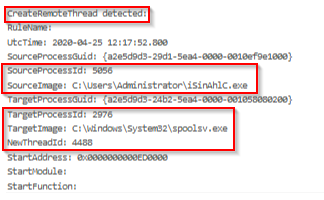 CreateRemoteThread detected:
RuleName:
UtcTime: 2020-04-25 12:17:52.800
SourceProcessGuid: {a2e5d9d3-29d1-5ea4-0000-0010ef9e1000}
SourceProcessId: 5056
SourceImage: C:\Users\Administrator\iSinAhlC.exe
TargetProcessGuid: {a2e5d9d3-24b2-5ea4-0000-001058080200}
TargetProcessId: 2976
TargetImage: C:\Windows\System32\spoolsv.exe
NewThreadId: 4488
StartAddress: 0x0000000000ED0000
StartModule:
StartFunction: